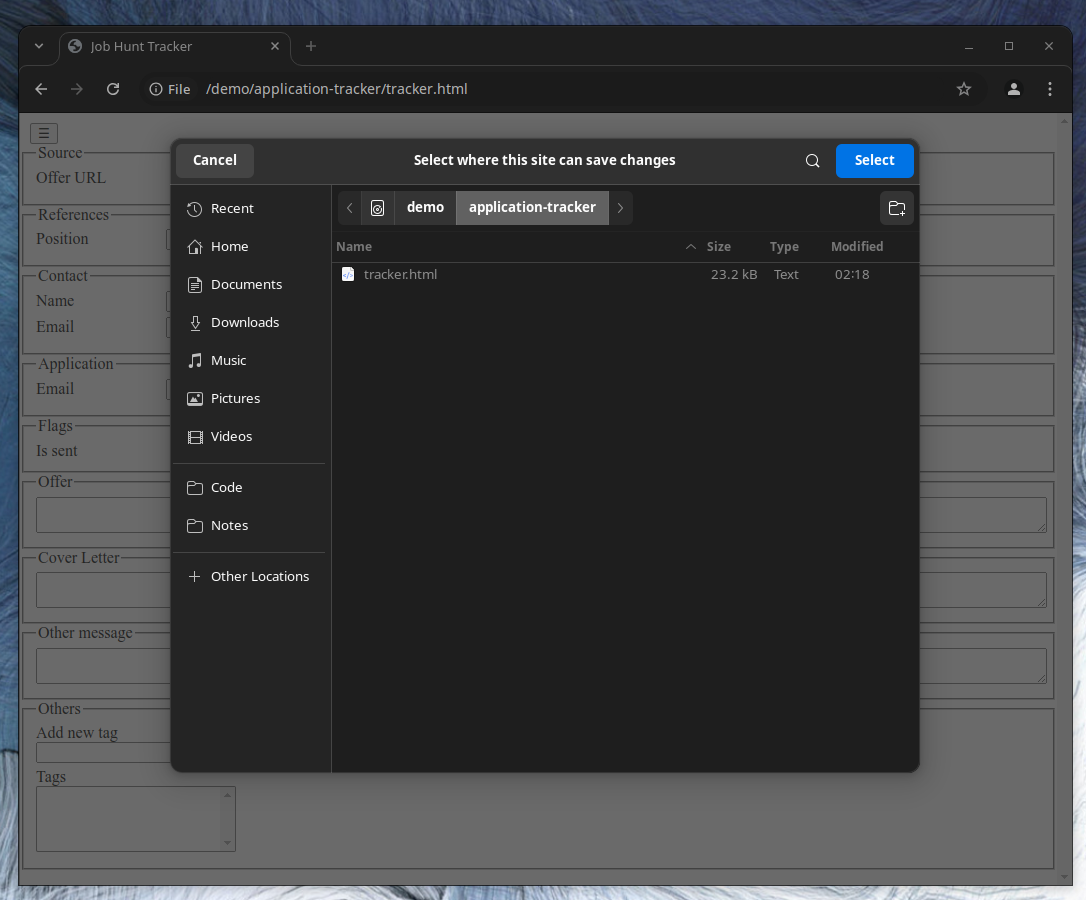 Job Hunt Tracker
File /demo/application-tracker/tracker.html
Cancel
Select where this site can save changes
Select
Recent
Home
Documents
Downloads
Music
Pictures
Videos
Code
Notes
Other Locations
demo
application-tracker
Name Size Type Modified
tracker.html 23.2 kB Text 02:18
Source
Offer URL
References
Position
Contact
Name
Email
Application
Email
Flags
Is sent
Offer
Cover Letter
Other message
Others
Add new tag
Tags